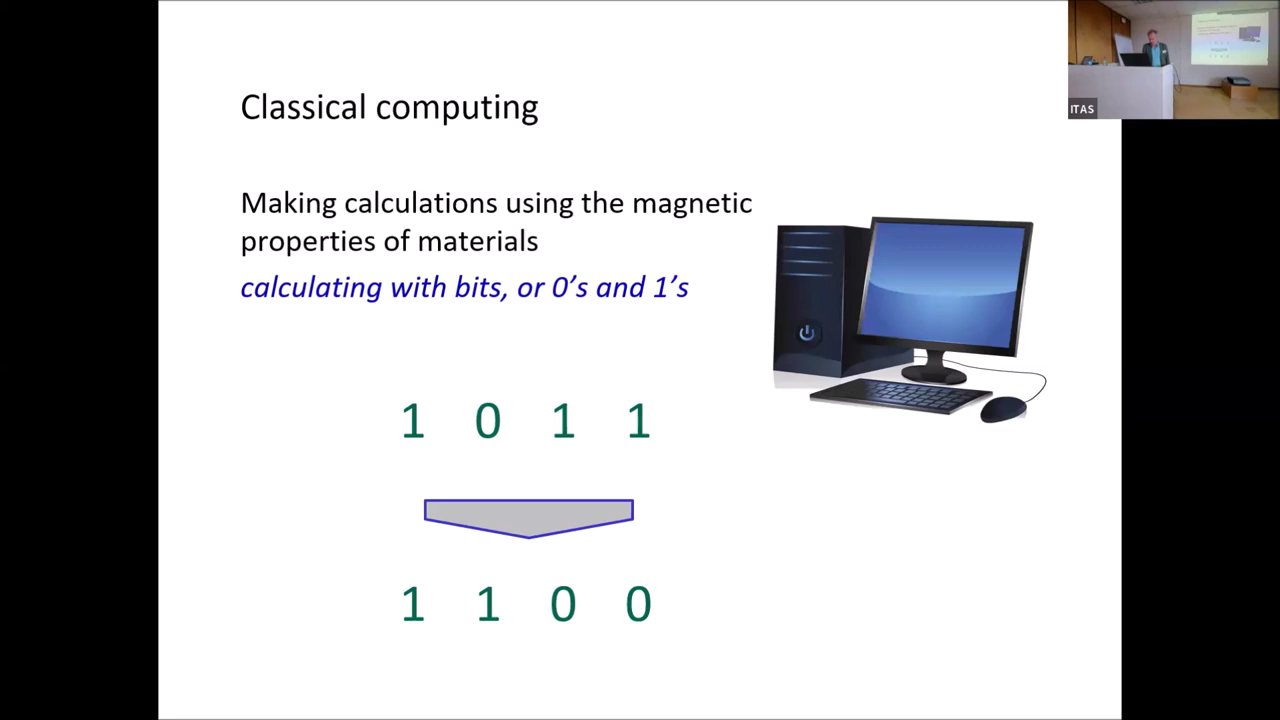 Classical computing
Making calculations using the magnetic
properties of materials
calculating with bits, or 0’s and 1’s
1 0 1 1
1 1 0 0
ITAS